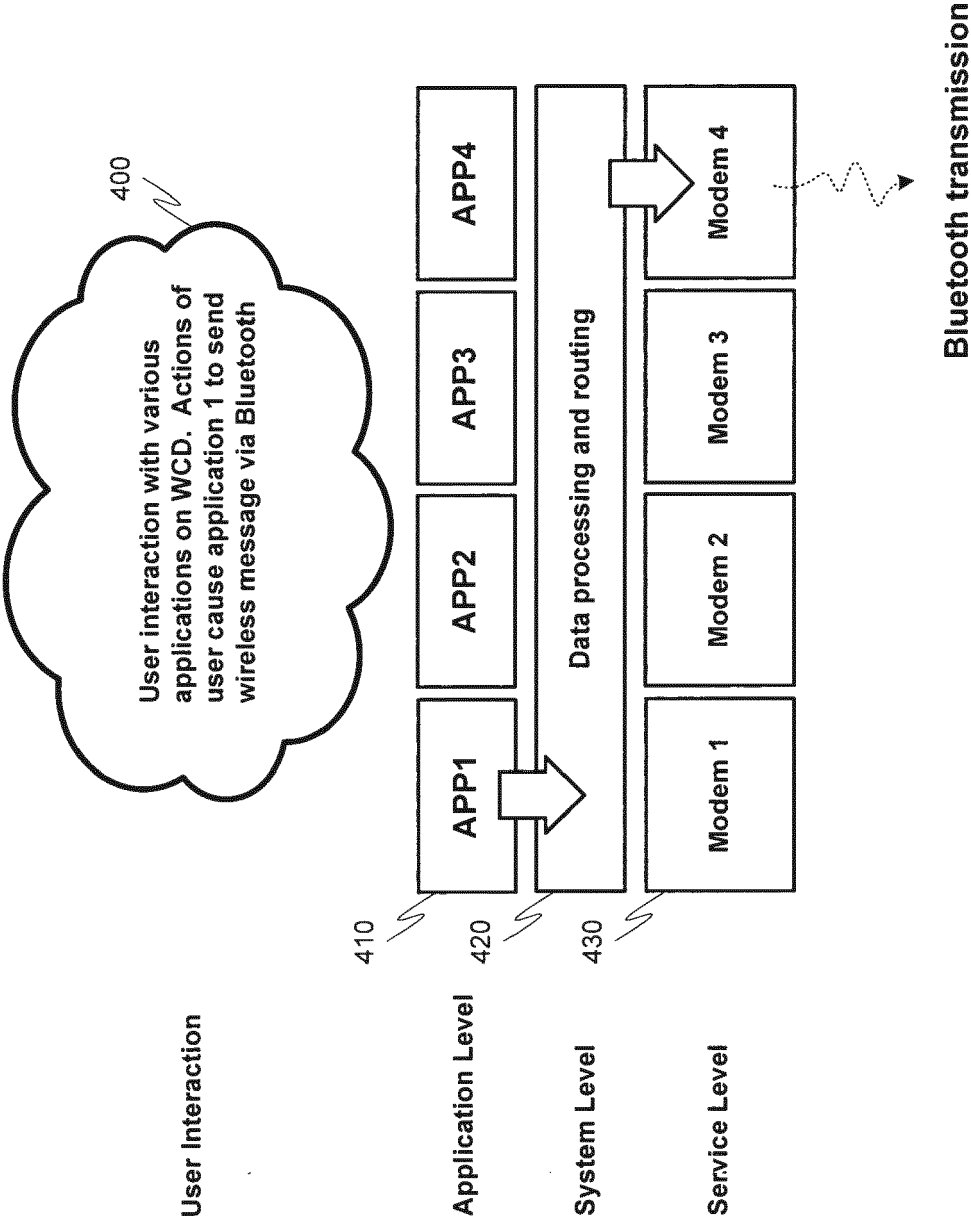 User Interaction
400
User interaction with various
applications on WCD. Actions of
user cause application 1 to send
wireless message via Bluetooth
Application Level
410
APP1
APP2
APP3
APP4
System Level
420
Data processing and routing
Service Level
430
Modem 1
Modem 2
Modem 3
Modem 4
Bluetooth transmission